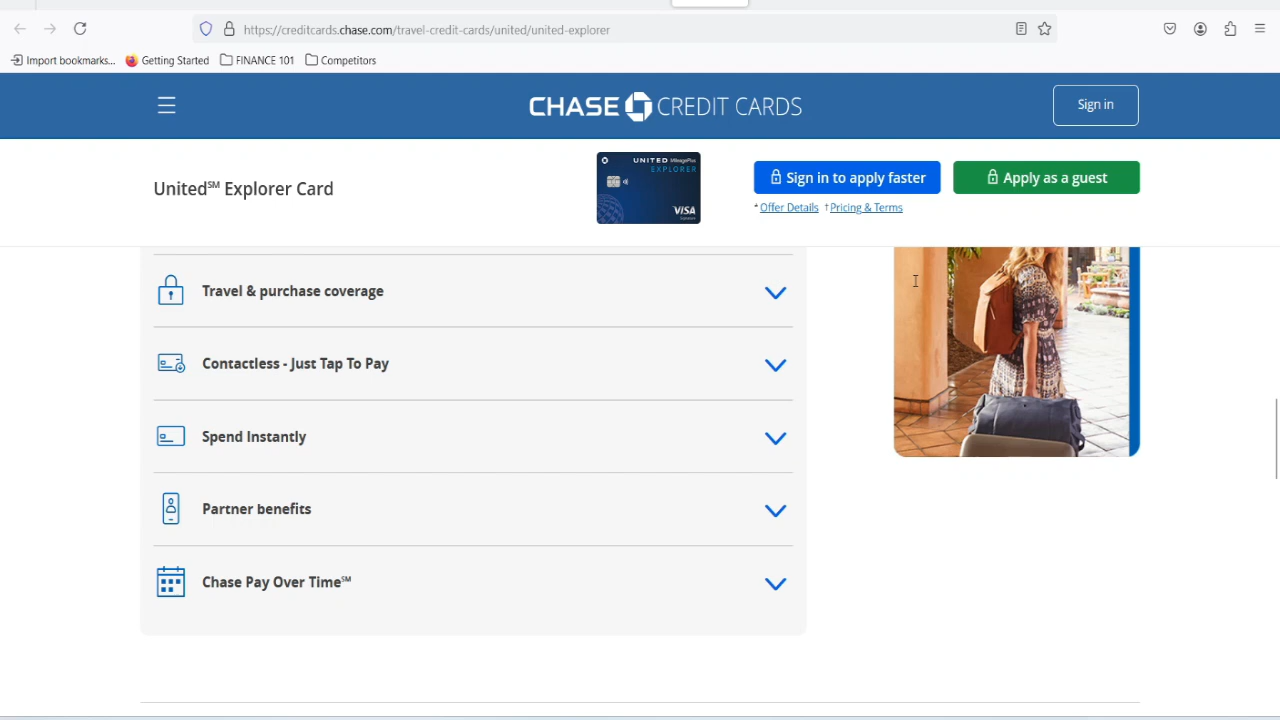 https://creditcards.chase.com/travel-credit-cards/united/united-explorer
Import bookmarks... Getting Started FINANCE 101 Competitors
CHASE CREDIT CARDS
Sign in
United℠ Explorer Card
UNITED MileagePlus
EXPLORER
VISA
Signature
Sign in to apply faster
Apply as a guest
*Offer Details †Pricing & Terms
Travel & purchase coverage
Contactless - Just Tap To Pay
Spend Instantly
Partner benefits
Chase Pay Over Time℠